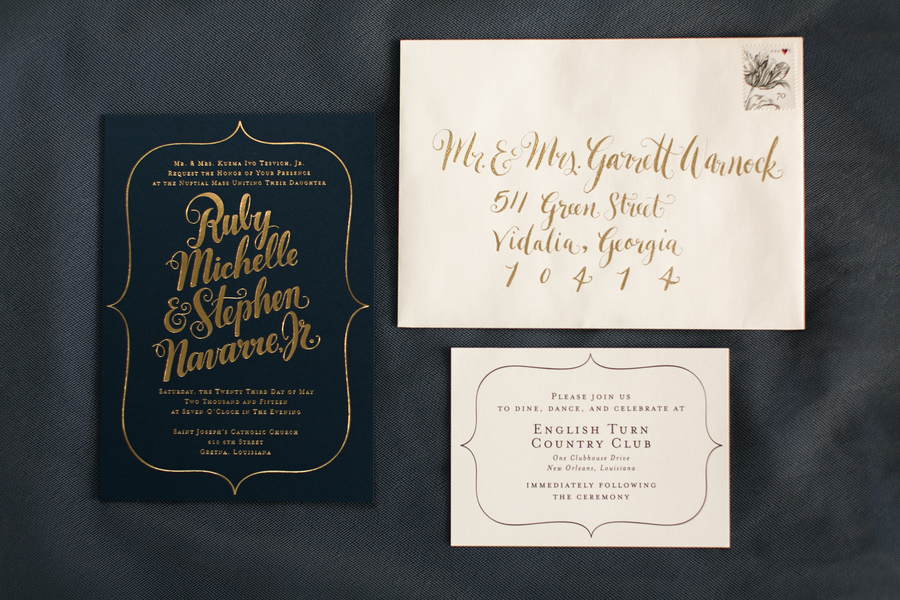 Mr. & Mrs. Kuzma Ivo Tesvich, Jr.
Request the Honor of Your Presence
at the Nuptial Mass Uniting Their Daughter
Ruby
Michelle
& Stephen
Navarre, Jr.
Saturday, the Twenty Third Day of May
Two Thousand and Fifteen
at Seven O'Clock in The Evening
Saint Joseph's Catholic Church
610 6th Street
Gretna, Louisiana
Mr. & Mrs. Garrett Warnock
511 Green Street
Vidalia, Georgia
70474
70
Please join us
to dine, dance, and celebrate at
English Turn
Country Club
One Clubhouse Drive
New Orleans, Louisiana
immediately following
the ceremony